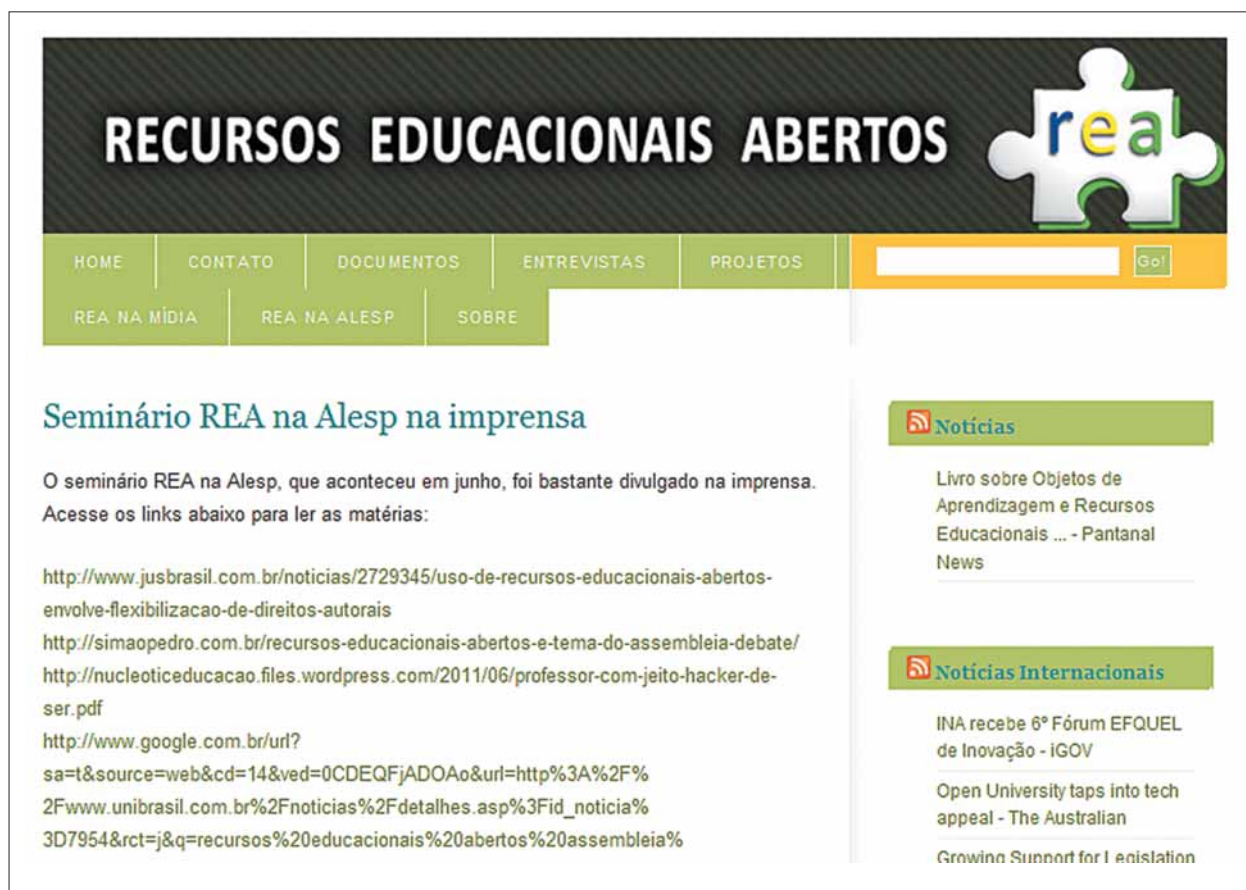 RECURSOS EDUCACIONAIS ABERTOS
rea
HOME CONTATO DOCUMENTOS ENTREVISTAS PROJETOS
Go!
REA NA MÍDIA REA NA ALESP SOBRE
Seminário REA na Alesp na imprensa
O seminário REA na Alesp, que aconteceu em junho, foi bastante divulgado na imprensa.
Acesse os links abaixo para ler as matérias:
http://www.jusbrasil.com.br/noticias/2729345/uso-de-recursos-educacionais-abertos-
envolve-flexibilizacao-de-direitos-autorais
http://simaopedro.com.br/recursos-educacionais-abertos-e-tema-do-assembleia-debate/
http://nucleoticeducacao.files.wordpress.com/2011/06/professor-com-jeito-hacker-de-
ser.pdf
http://www.google.com.br/url?
sa=t&source=web&cd=14&ved=0CDEQFjADOAo&url=http%3A%2F%
2Fwww.unibrasil.com.br%2Fnoticias%2Fdetalhes.asp%3Fid_noticia%
3D7954&rct=j&q=recursos%20educacionais%20abertos%20assembleia%
Notícias
Livro sobre Objetos de
Aprendizagem e Recursos
Educacionais ... - Pantanal
News
Notícias Internacionais
INA recebe 6º Fórum EFQUEL
de Inovação - iGOV
Open University taps into tech
appeal - The Australian
Growing Support for Legislation